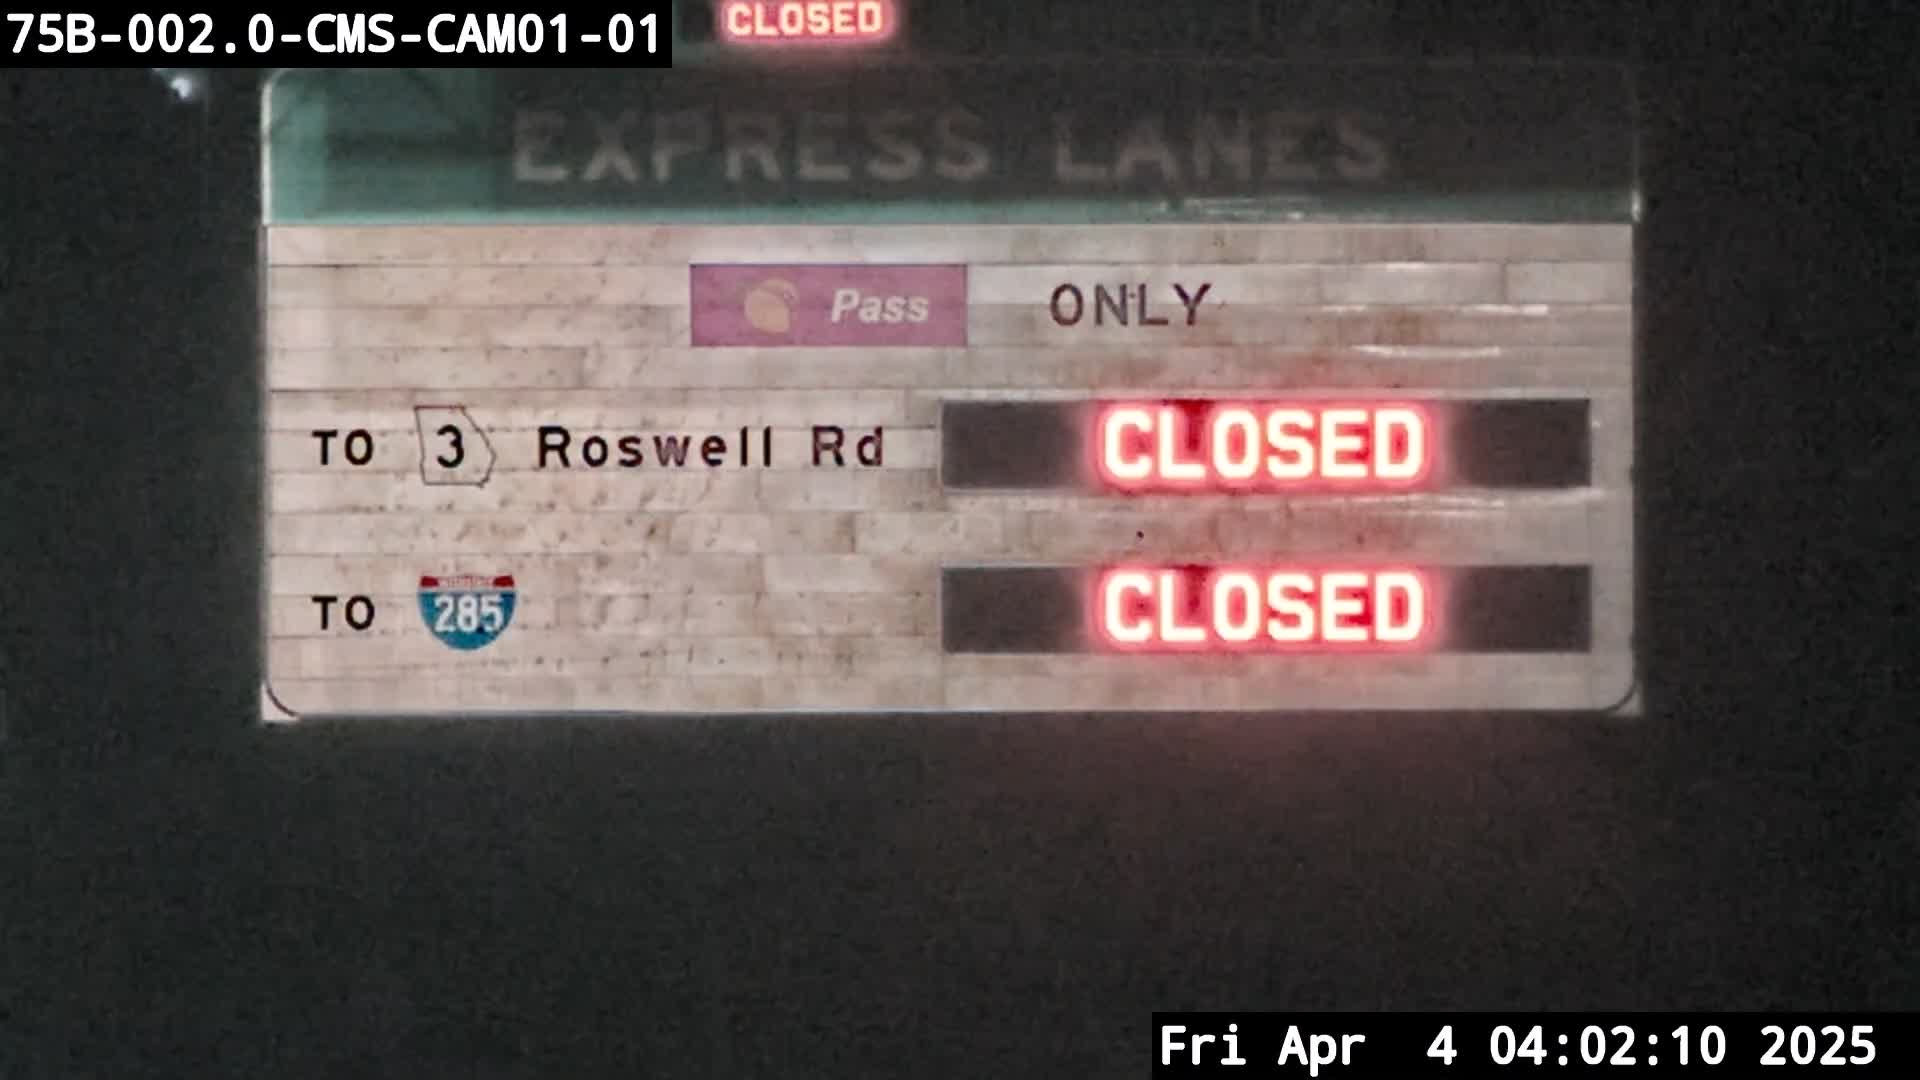 75B-002.0-CMS-CAM01-01
CLOSED
EXPRESS LANES
Pass ONLY
TO 3 Roswell Rd CLOSED
TO 285 CLOSED
Fri Apr 4 04:02:10 2025